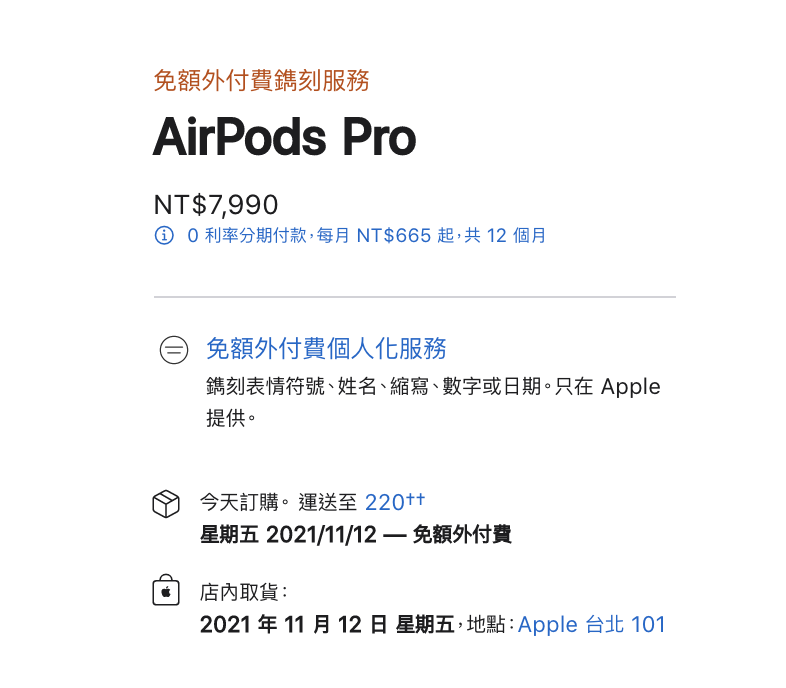 免額外付費鐫刻服務
AirPods Pro
NT$7,990
0 利率分期付款，每月 NT$665 起，共 12 個月
免額外付費個人化服務
鐫刻表情符號、姓名、縮寫、數字或日期。只在 Apple
提供。
今天訂購。運送至 220††
星期五 2021/11/12 — 免額外付費
店內取貨：
2021 年 11 月 12 日 星期五，地點：Apple 台北 101